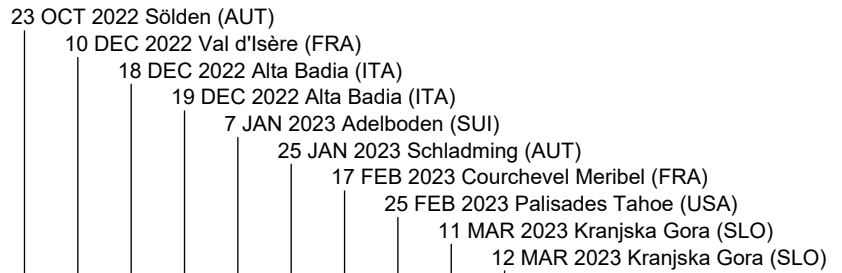 23 OCT 2022 Sölden (AUT)
10 DEC 2022 Val d'Isère (FRA)
18 DEC 2022 Alta Badia (ITA)
19 DEC 2022 Alta Badia (ITA)
7 JAN 2023 Adelboden (SUI)
25 JAN 2023 Schladming (AUT)
17 FEB 2023 Courchevel Meribel (FRA)
25 FEB 2023 Palisades Tahoe (USA)
11 MAR 2023 Kranjska Gora (SLO)
12 MAR 2023 Kranjska Gora (SLO)